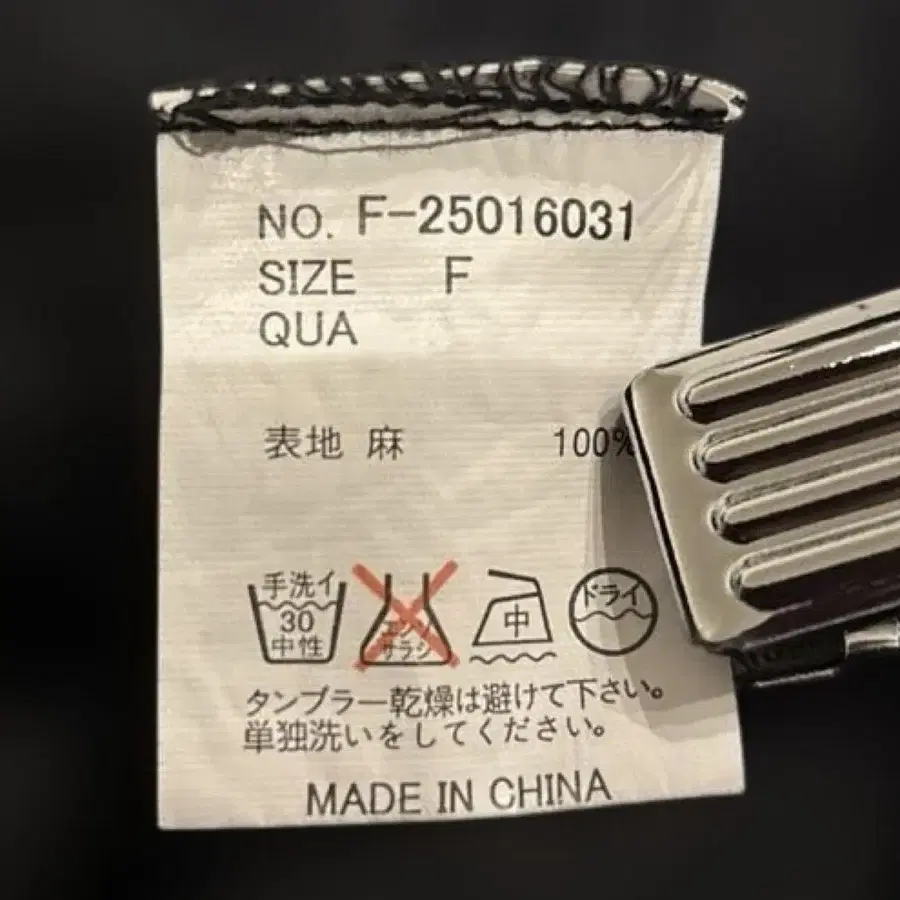 NO. F-25016031
SIZE F
QUA
表地 麻 100%
手洗イ
30
中性
エンソ
サラシ
中
ドライ
タンブラー乾燥は避けて下さい。
単独洗いをしてください。
MADE IN CHINA